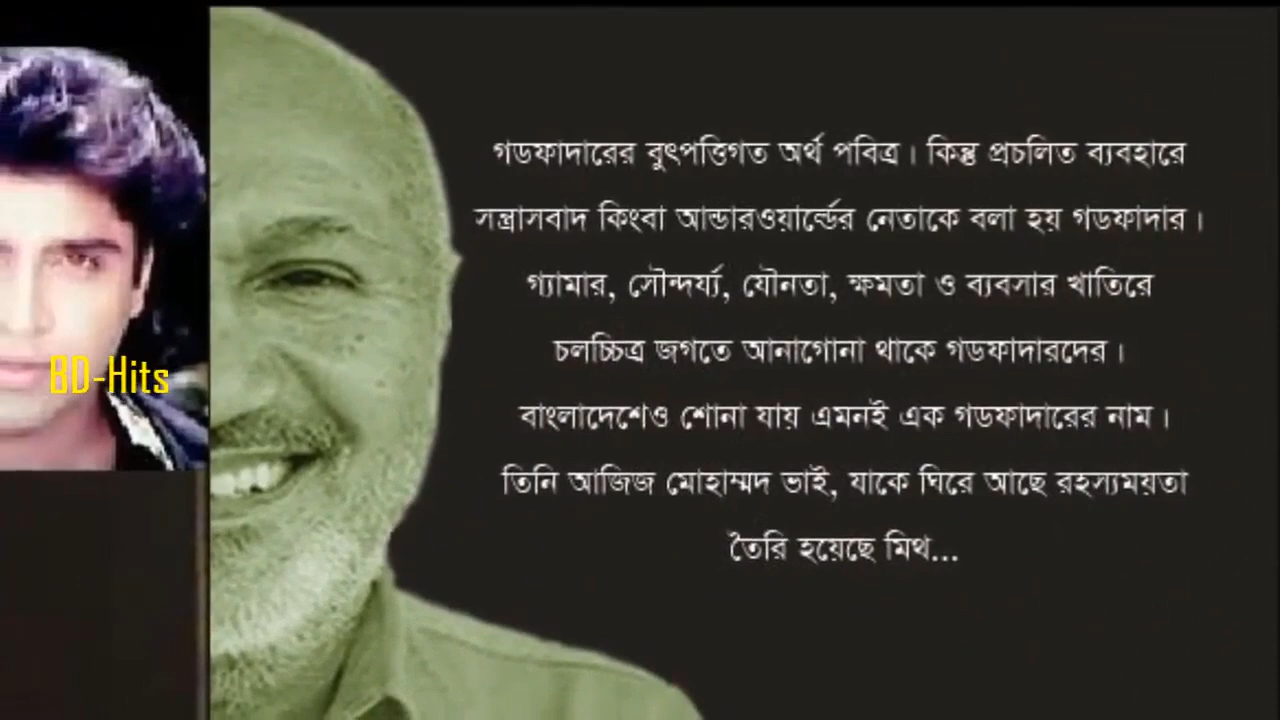 গডফাদারের বুৎপত্তিগত অর্থ পবিত্র। কিন্তু প্রচলিত ব্যবহারে
সন্ত্রাসবাদ কিংবা আন্ডারওয়ার্ল্ডের নেতাকে বলা হয় গডফাদার।
গ্যামার, সৌন্দর্য্য, যৌনতা, ক্ষমতা ও ব্যবসার খাতিরে
চলচ্চিত্র জগতে আনাগোনা থাকে গডফাদারদের।
বাংলাদেশেও শোনা যায় এমনই এক গডফাদারের নাম।
তিনি আজিজ মোহাম্মদ ভাই, যাকে ঘিরে আছে রহস্যময়তা
তৈরি হয়েছে মিথ...
BD-Hits